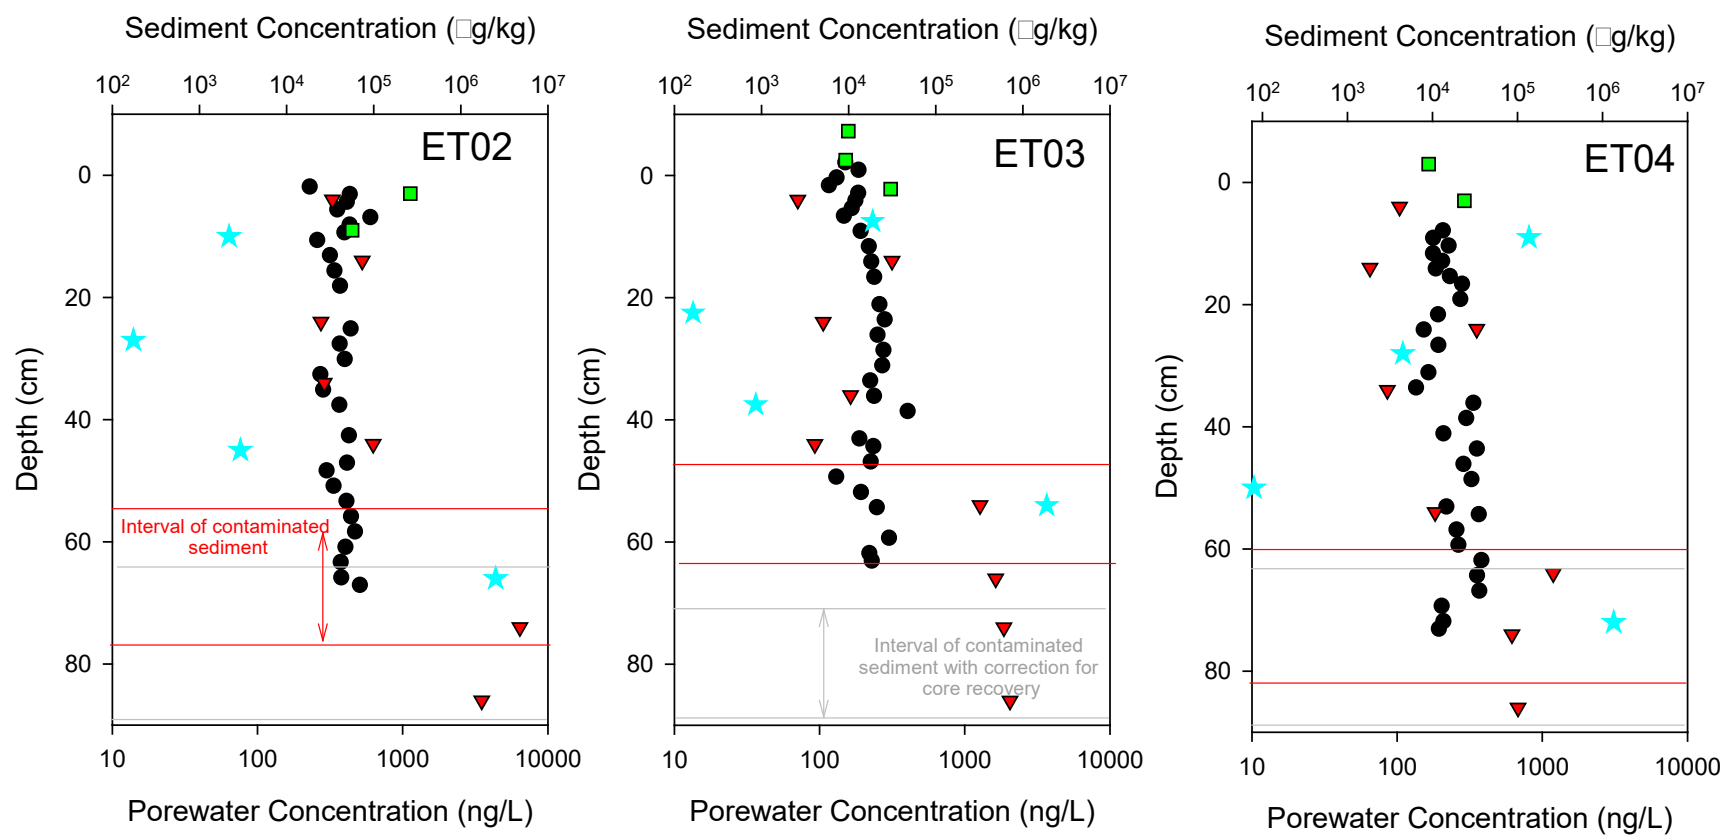 Sediment Concentration (□g/kg)
10² 10³ 10⁴ 10⁵ 10⁶ 10⁷
ET02
0
20
40
60
80
Depth (cm)
Interval of contaminated
sediment
10 100 1000 10000
Porewater Concentration (ng/L)
Sediment Concentration (□g/kg)
10² 10³ 10⁴ 10⁵ 10⁶ 10⁷
ET03
0
20
40
60
80
Depth (cm)
Interval of contaminated
sediment with correction for
core recovery
10 100 1000 10000
Porewater Concentration (ng/L)
Sediment Concentration (□g/kg)
10² 10³ 10⁴ 10⁵ 10⁶ 10⁷
ET04
0
20
40
60
80
Depth (cm)
10 100 1000 10000
Porewater Concentration (ng/L)